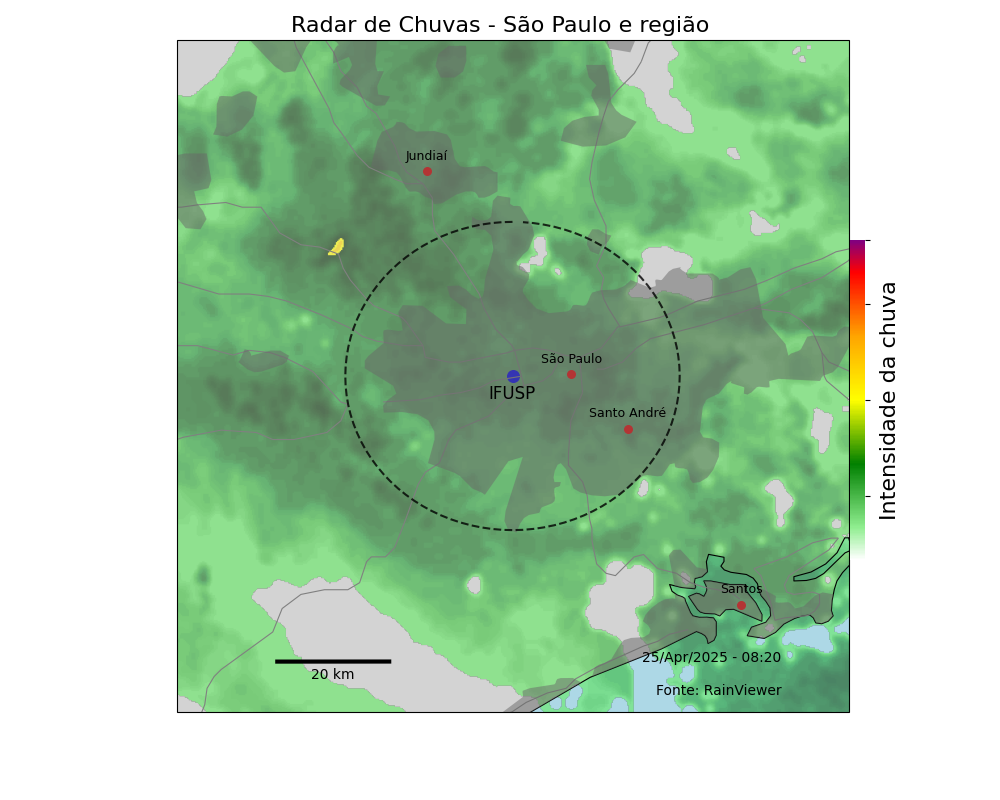 Radar de Chuvas - São Paulo e região
Jundiaí
São Paulo
IFUSP
Santo André
Intensidade da chuva
Santos
25/Apr/2025 - 08:20
20 km
Fonte: RainViewer